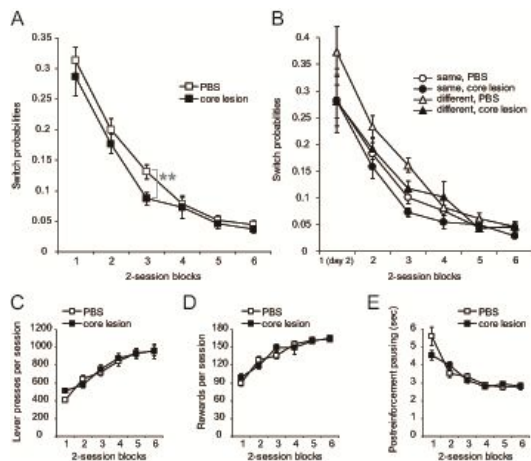 A
Switch probabilities
0.35
0.3
0.25
0.2
0.15
0.1
0.05
0
PBS
core lesion
**
*
1 2 3 4 5 6
2-session blocks
B
Switch probabilities
0.45
0.4
0.35
0.3
0.25
0.2
0.15
0.1
0.05
0
same, PBS
same, core lesion
different, PBS
different, core lesion
1 (day 2) 2 3 4 5 6
2-session blocks
C
Lever presses per session
1200
1000
800
600
400
200
0
PBS
core lesion
1 2 3 4 5 6
2-session blocks
D
Rewards per session
180
150
120
90
60
30
0
PBS
core lesion
1 2 3 4 5 6
2-session blocks
E
Postreinforcement pausing (sec)
7
6
5
4
3
2
1
0
PBS
core lesion
1 2 3 4 5 6
2-session blocks